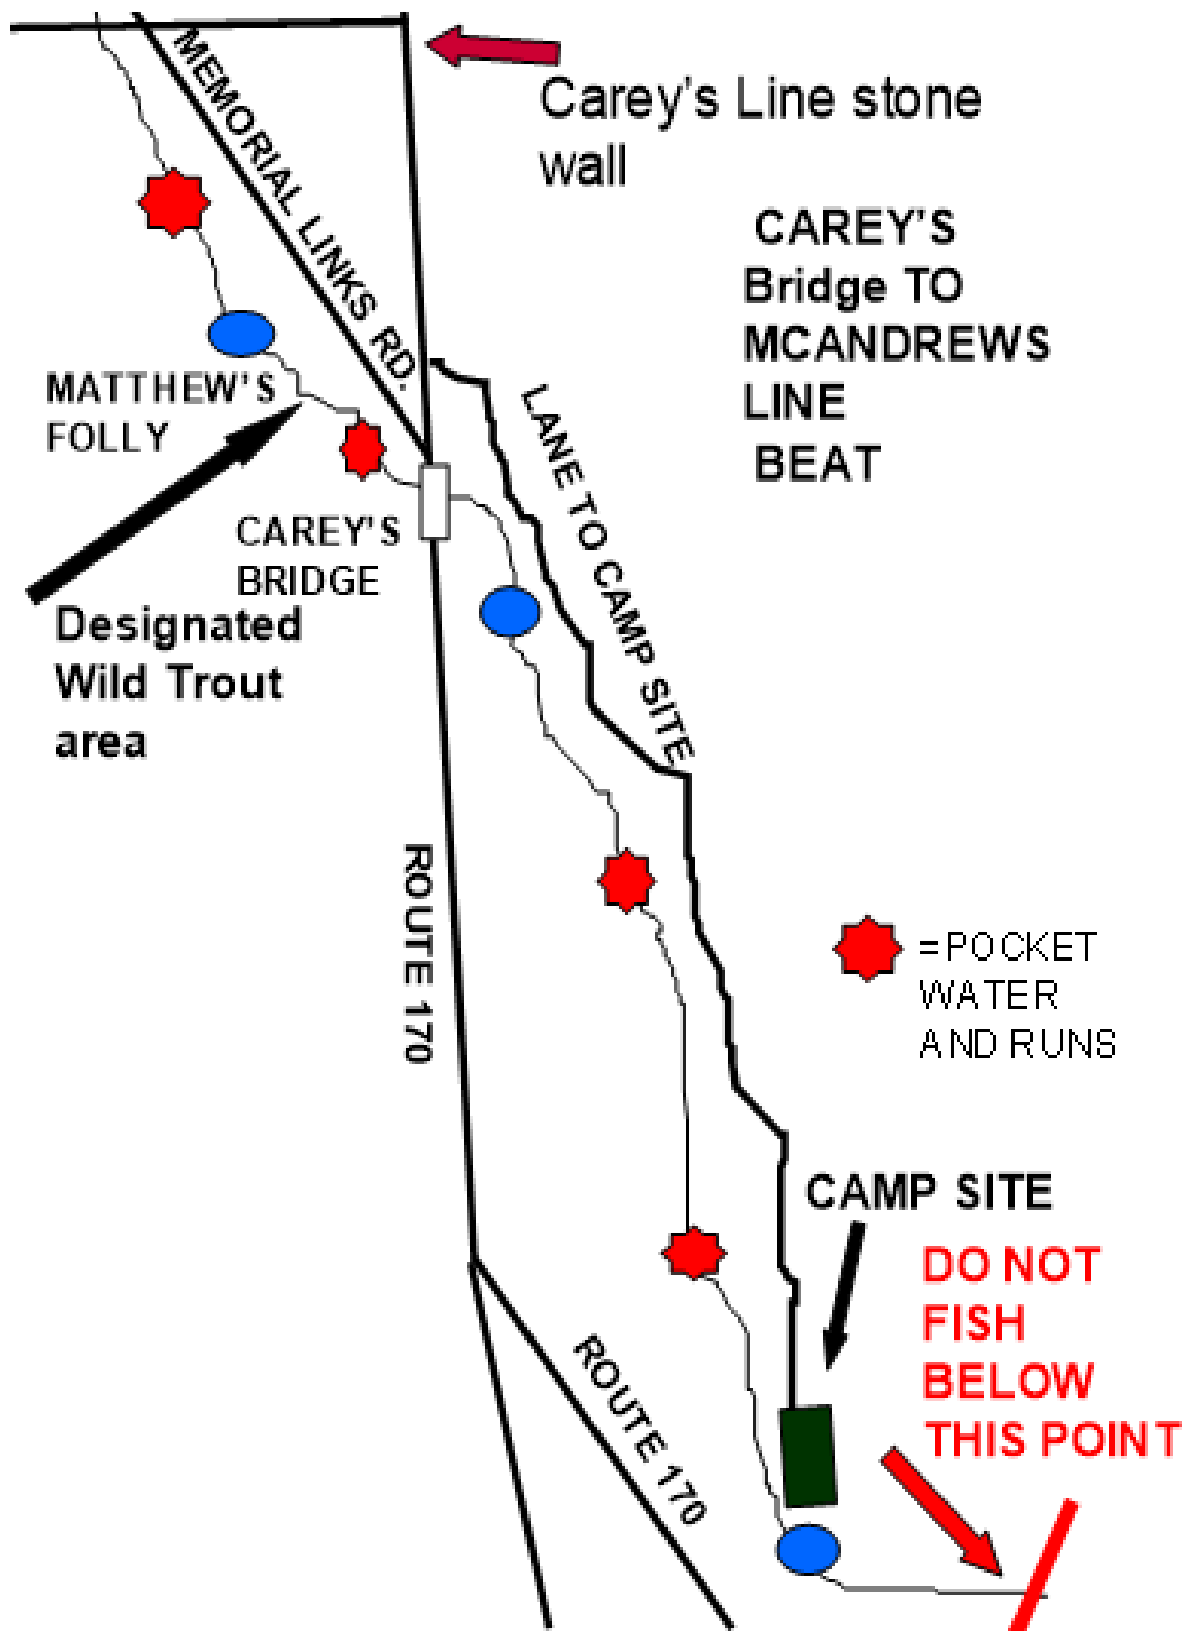 MEMORIAL LINKS RD.
Carey's Line stone
wall
CAREY'S
Bridge TO
MCANDREWS
LINE
BEAT
MATTHEW'S
FOLLY
LANE TO CAMP SITE
CAREY'S
BRIDGE
Designated
Wild Trout
area
ROUTE 170
=POCKET
WATER
AND RUNS
CAMP SITE
DO NOT
FISH
BELOW
THIS POINT
ROUTE 170